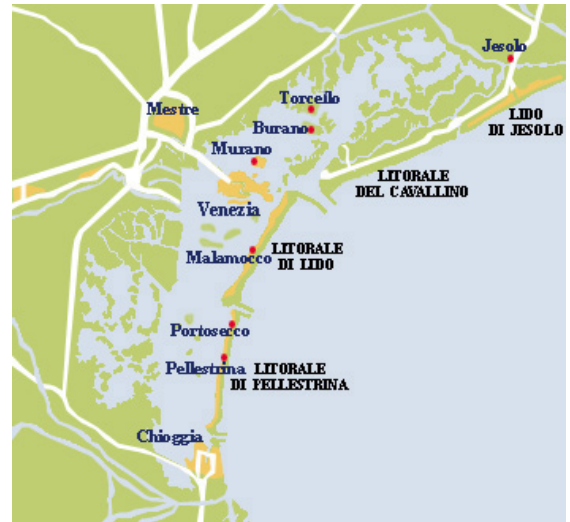 Jesolo
Mestre
Torcello
LIDO
DI JESOLO
Burano
Murano
LITORALE
DEL CAVALLINO
Venezia
LITORALE
DI LIDO
Malamocco
Portosecco
Pellestrina
LITORALE
DI PELLESTRINA
Chioggia